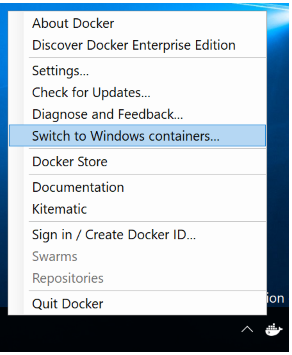 About Docker
Discover Docker Enterprise Edition
Settings...
Check for Updates...
Diagnose and Feedback...
Switch to Windows containers...
Docker Store
Documentation
Kitematic
Sign in / Create Docker ID...
Swarms
Repositories
ion
Quit Docker